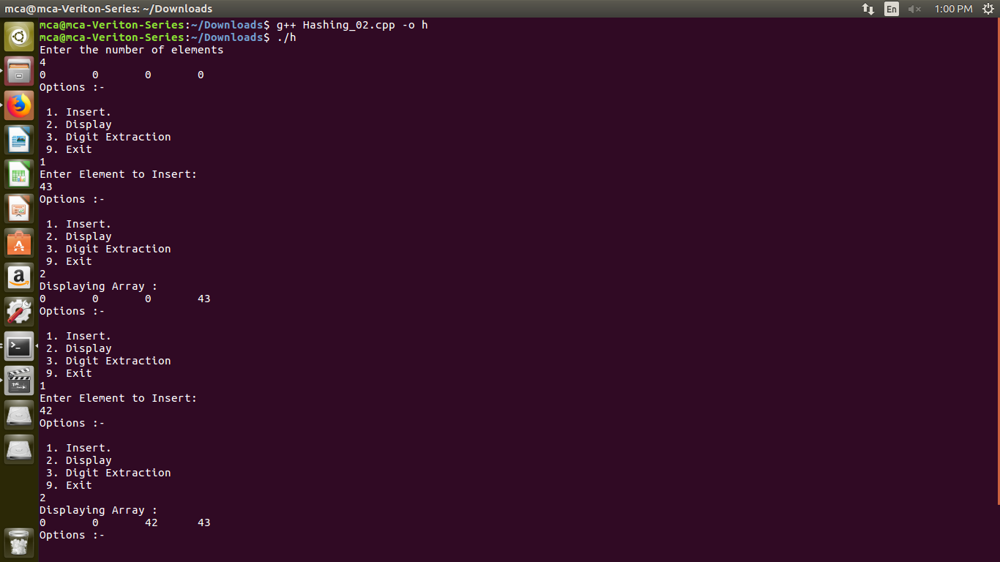 mca@mca-Veriton-Series: ~/Downloads En 1:00 PM
mca@mca-Veriton-Series:~/Downloads$ g++ Hashing_02.cpp -o h
mca@mca-Veriton-Series:~/Downloads$ ./h
Enter the number of elements
4
0 0 0 0
Options :-
1. Insert.
2. Display
3. Digit Extraction
9. Exit
1
Enter Element to Insert:
43
Options :-
1. Insert.
2. Display
3. Digit Extraction
9. Exit
2
Displaying Array :
0 0 0 43
Options :-
1. Insert.
2. Display
3. Digit Extraction
9. Exit
1
Enter Element to Insert:
42
Options :-
1. Insert.
2. Display
3. Digit Extraction
9. Exit
2
Displaying Array :
0 0 42 43
Options :-